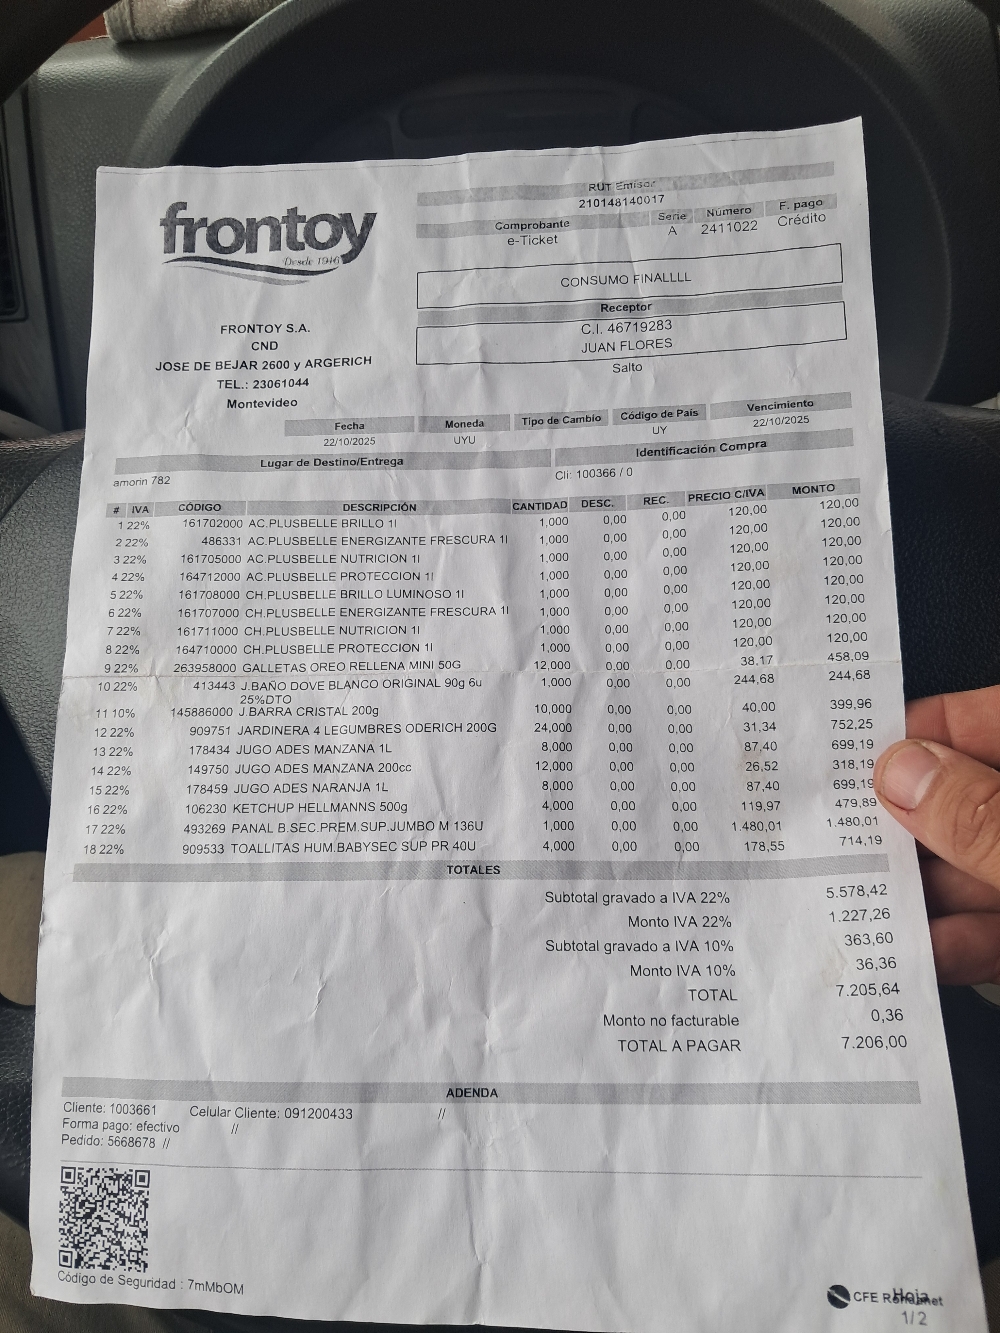 frontoy
Desde 1946
RUT Emisor
210148140017
Comprobante Serie Número F. pago
e-Ticket A 2411022 Crédito
CONSUMO FINALLLL
Receptor
C.I. 46719283
JUAN FLORES
Salto
FRONTOY S.A.
CND
JOSE DE BEJAR 2600 y ARGERICH
TEL.: 23061044
Montevideo
Fecha Moneda Tipo de Cambio Código de País Vencimiento
22/10/2025 UYU UY 22/10/2025
Lugar de Destino/Entrega Identificación Compra
amorin 782 Cli: 100366 / 0
# IVA CÓDIGO DESCRIPCIÓN CANTIDAD DESC. REC. PRECIO C/IVA MONTO
1 22% 161702000 AC.PLUSBELLE BRILLO 1l 1,000 0,00 0,00 120,00 120,00
2 22% 486331 AC.PLUSBELLE ENERGIZANTE FRESCURA 1l 1,000 0,00 0,00 120,00 120,00
3 22% 161705000 AC.PLUSBELLE NUTRICION 1l 1,000 0,00 0,00 120,00 120,00
4 22% 164712000 AC.PLUSBELLE PROTECCION 1l 1,000 0,00 0,00 120,00 120,00
5 22% 161708000 CH.PLUSBELLE BRILLO LUMINOSO 1l 1,000 0,00 0,00 120,00 120,00
6 22% 161707000 CH.PLUSBELLE ENERGIZANTE FRESCURA 1l 1,000 0,00 0,00 120,00 120,00
7 22% 161711000 CH.PLUSBELLE NUTRICION 1l 1,000 0,00 0,00 120,00 120,00
8 22% 164710000 CH.PLUSBELLE PROTECCION 1l 1,000 0,00 0,00 120,00 120,00
9 22% 263958000 GALLETAS OREO RELLENA MINI 50G 12,000 0,00 0,00 38,17 458,09
10 22% 413443 J.BAÑO DOVE BLANCO ORIGINAL 90g 6u 1,000 0,00 0,00 244,68 244,68
25%DTO
11 10% 145886000 J.BARRA CRISTAL 200g 10,000 0,00 0,00 40,00 399,96
12 22% 909751 JARDINERA 4 LEGUMBRES ODERICH 200G 24,000 0,00 0,00 31,34 752,25
13 22% 178434 JUGO ADES MANZANA 1L 8,000 0,00 0,00 87,40 699,19
14 22% 149750 JUGO ADES MANZANA 200cc 12,000 0,00 0,00 26,52 318,19
15 22% 178459 JUGO ADES NARANJA 1L 8,000 0,00 0,00 87,40 699,19
16 22% 106230 KETCHUP HELLMANNS 500g 4,000 0,00 0,00 119,97 479,89
17 22% 493269 PANAL B.SEC.PREM.SUP.JUMBO M 136U 1,000 0,00 0,00 1.480,01 1.480,01
18 22% 909533 TOALLITAS HUM.BABYSEC SUP PR 40U 4,000 0,00 0,00 178,55 714,19
TOTALES
Subtotal gravado a IVA 22% 5.578,42
Monto IVA 22% 1.227,26
Subtotal gravado a IVA 10% 363,60
Monto IVA 10% 36,36
TOTAL 7.205,64
Monto no facturable 0,36
TOTAL A PAGAR 7.206,00
ADENDA
Cliente: 1003661 Celular Cliente: 091200433 //
Forma pago: efectivo //
Pedido: 5668678 //
Código de Seguridad : 7mMbOM
CFE
Hoja
1/2